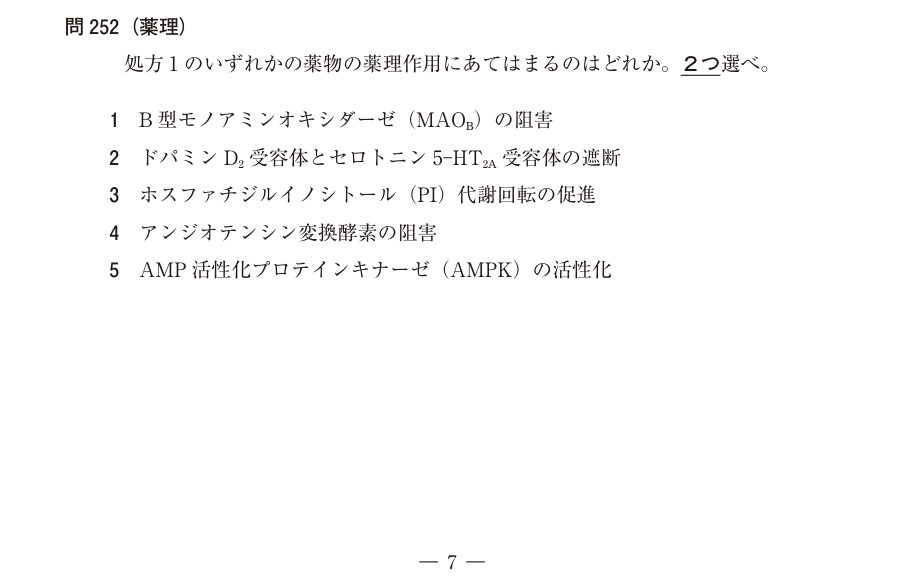 問 252（薬理）
処方１のいずれかの薬物の薬理作用にあてはまるのはどれか。２つ選べ。
1 B 型モノアミンオキシダーゼ（MAOB）の阻害
2 ドパミン D2 受容体とセロトニン 5-HT2A 受容体の遮断
3 ホスファチジルイノシトール（PI）代謝回転の促進
4 アンジオテンシン変換酵素の阻害
5 AMP 活性化プロテインキナーゼ（AMPK）の活性化
― 7 ―